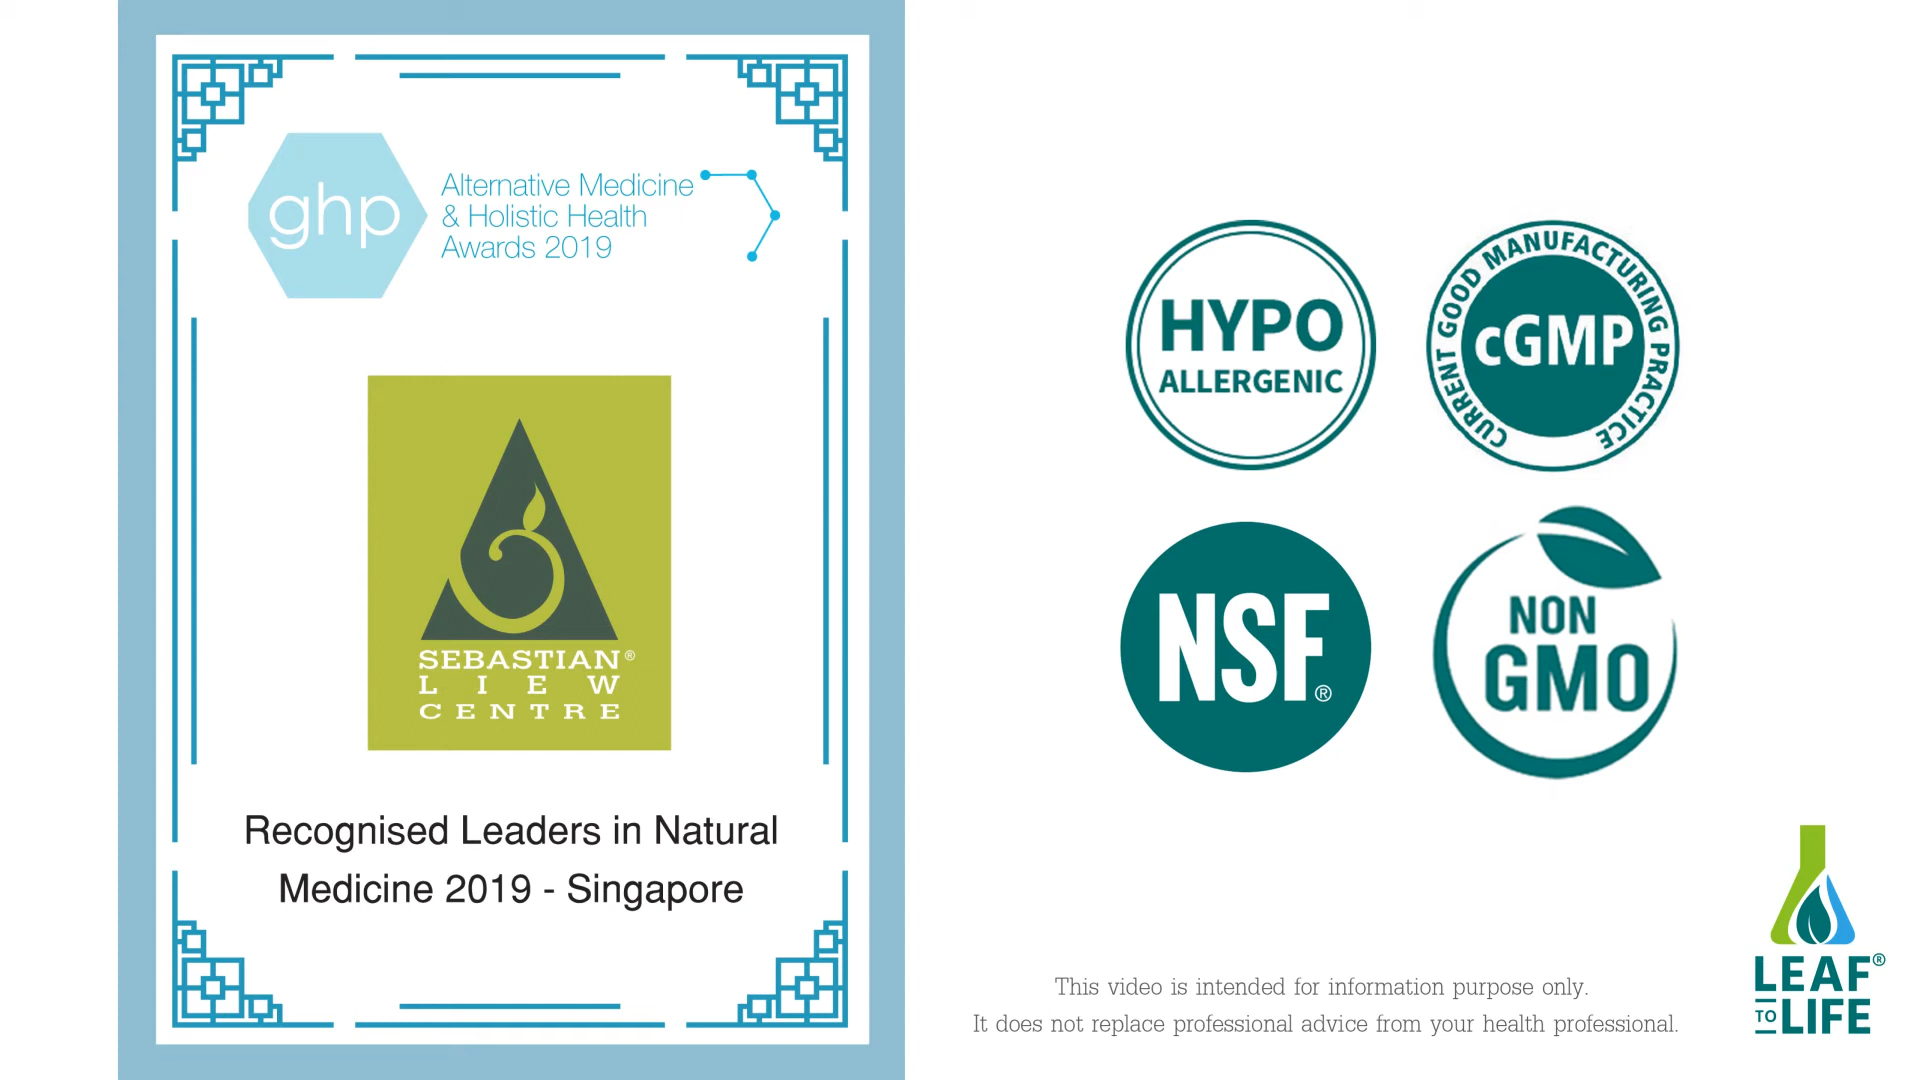 ghp
Alternative Medicine
& Holistic Health
Awards 2019
SEBASTIAN®
LIEW
CENTRE
Recognised Leaders in Natural
Medicine 2019 - Singapore
HYPO
ALLERGENIC
CURRENT GOOD MANUFACTURING PRACTICE
cGMP
NSF®
NON
GMO
This video is intended for information purpose only.
It does not replace professional advice from your health professional.
LEAF®
TO LIFE